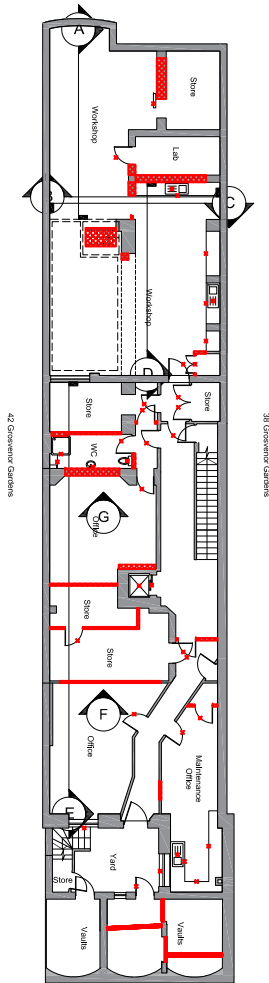 A
Store
Workshop
Lab
B
C
Workshop
D
Store
Store
WC
42 Grosvenor Gardens
38 Grosvenor Gardens
G
Office
Store
Store
F
Office
Maintenance
Office
E
Yard
Store
Vaults
Vaults